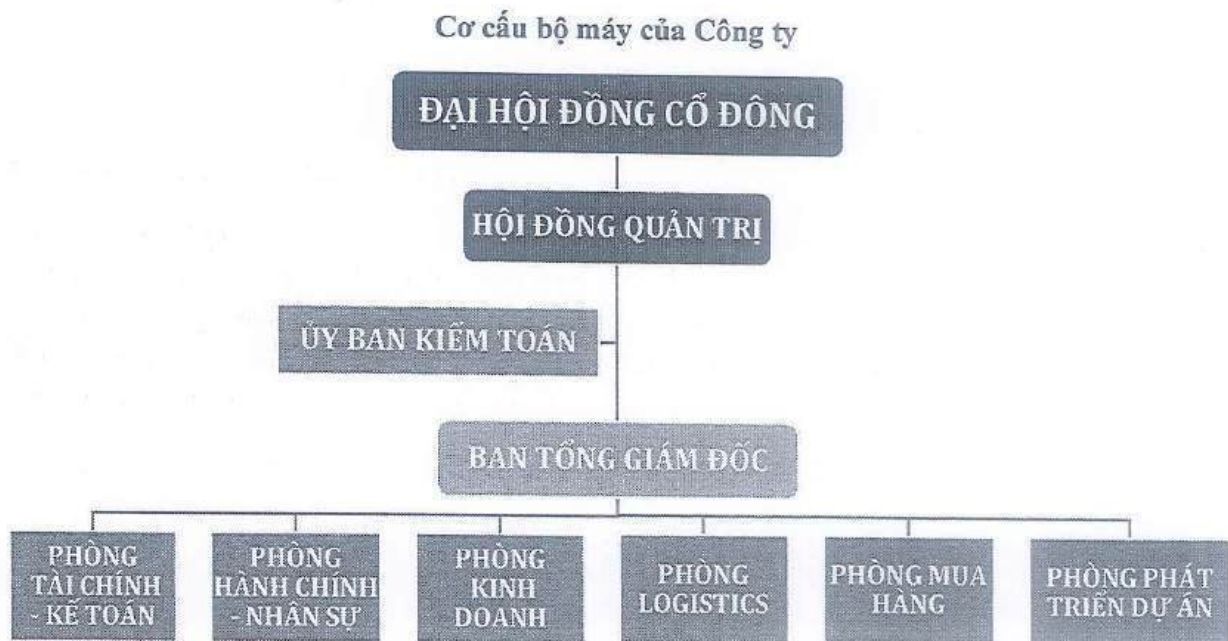 Cơ cấu bộ máy của Công ty
ĐẠI HỘI ĐỒNG CỔ ĐÔNG
HỘI ĐỒNG QUẢN TRỊ
ỦY BAN KIỂM TOÁN
BAN TỔNG GIÁM ĐỐC
PHÒNG
TÀI CHÍNH
- KẾ TOÁN
PHÒNG
HÀNH CHÍNH
- NHÂN SỰ
PHÒNG
KINH
DOANH
PHÒNG
LOGISTICS
PHÒNG MUA
HÀNG
PHÒNG PHÁT
TRIỂN DỰ ÁN